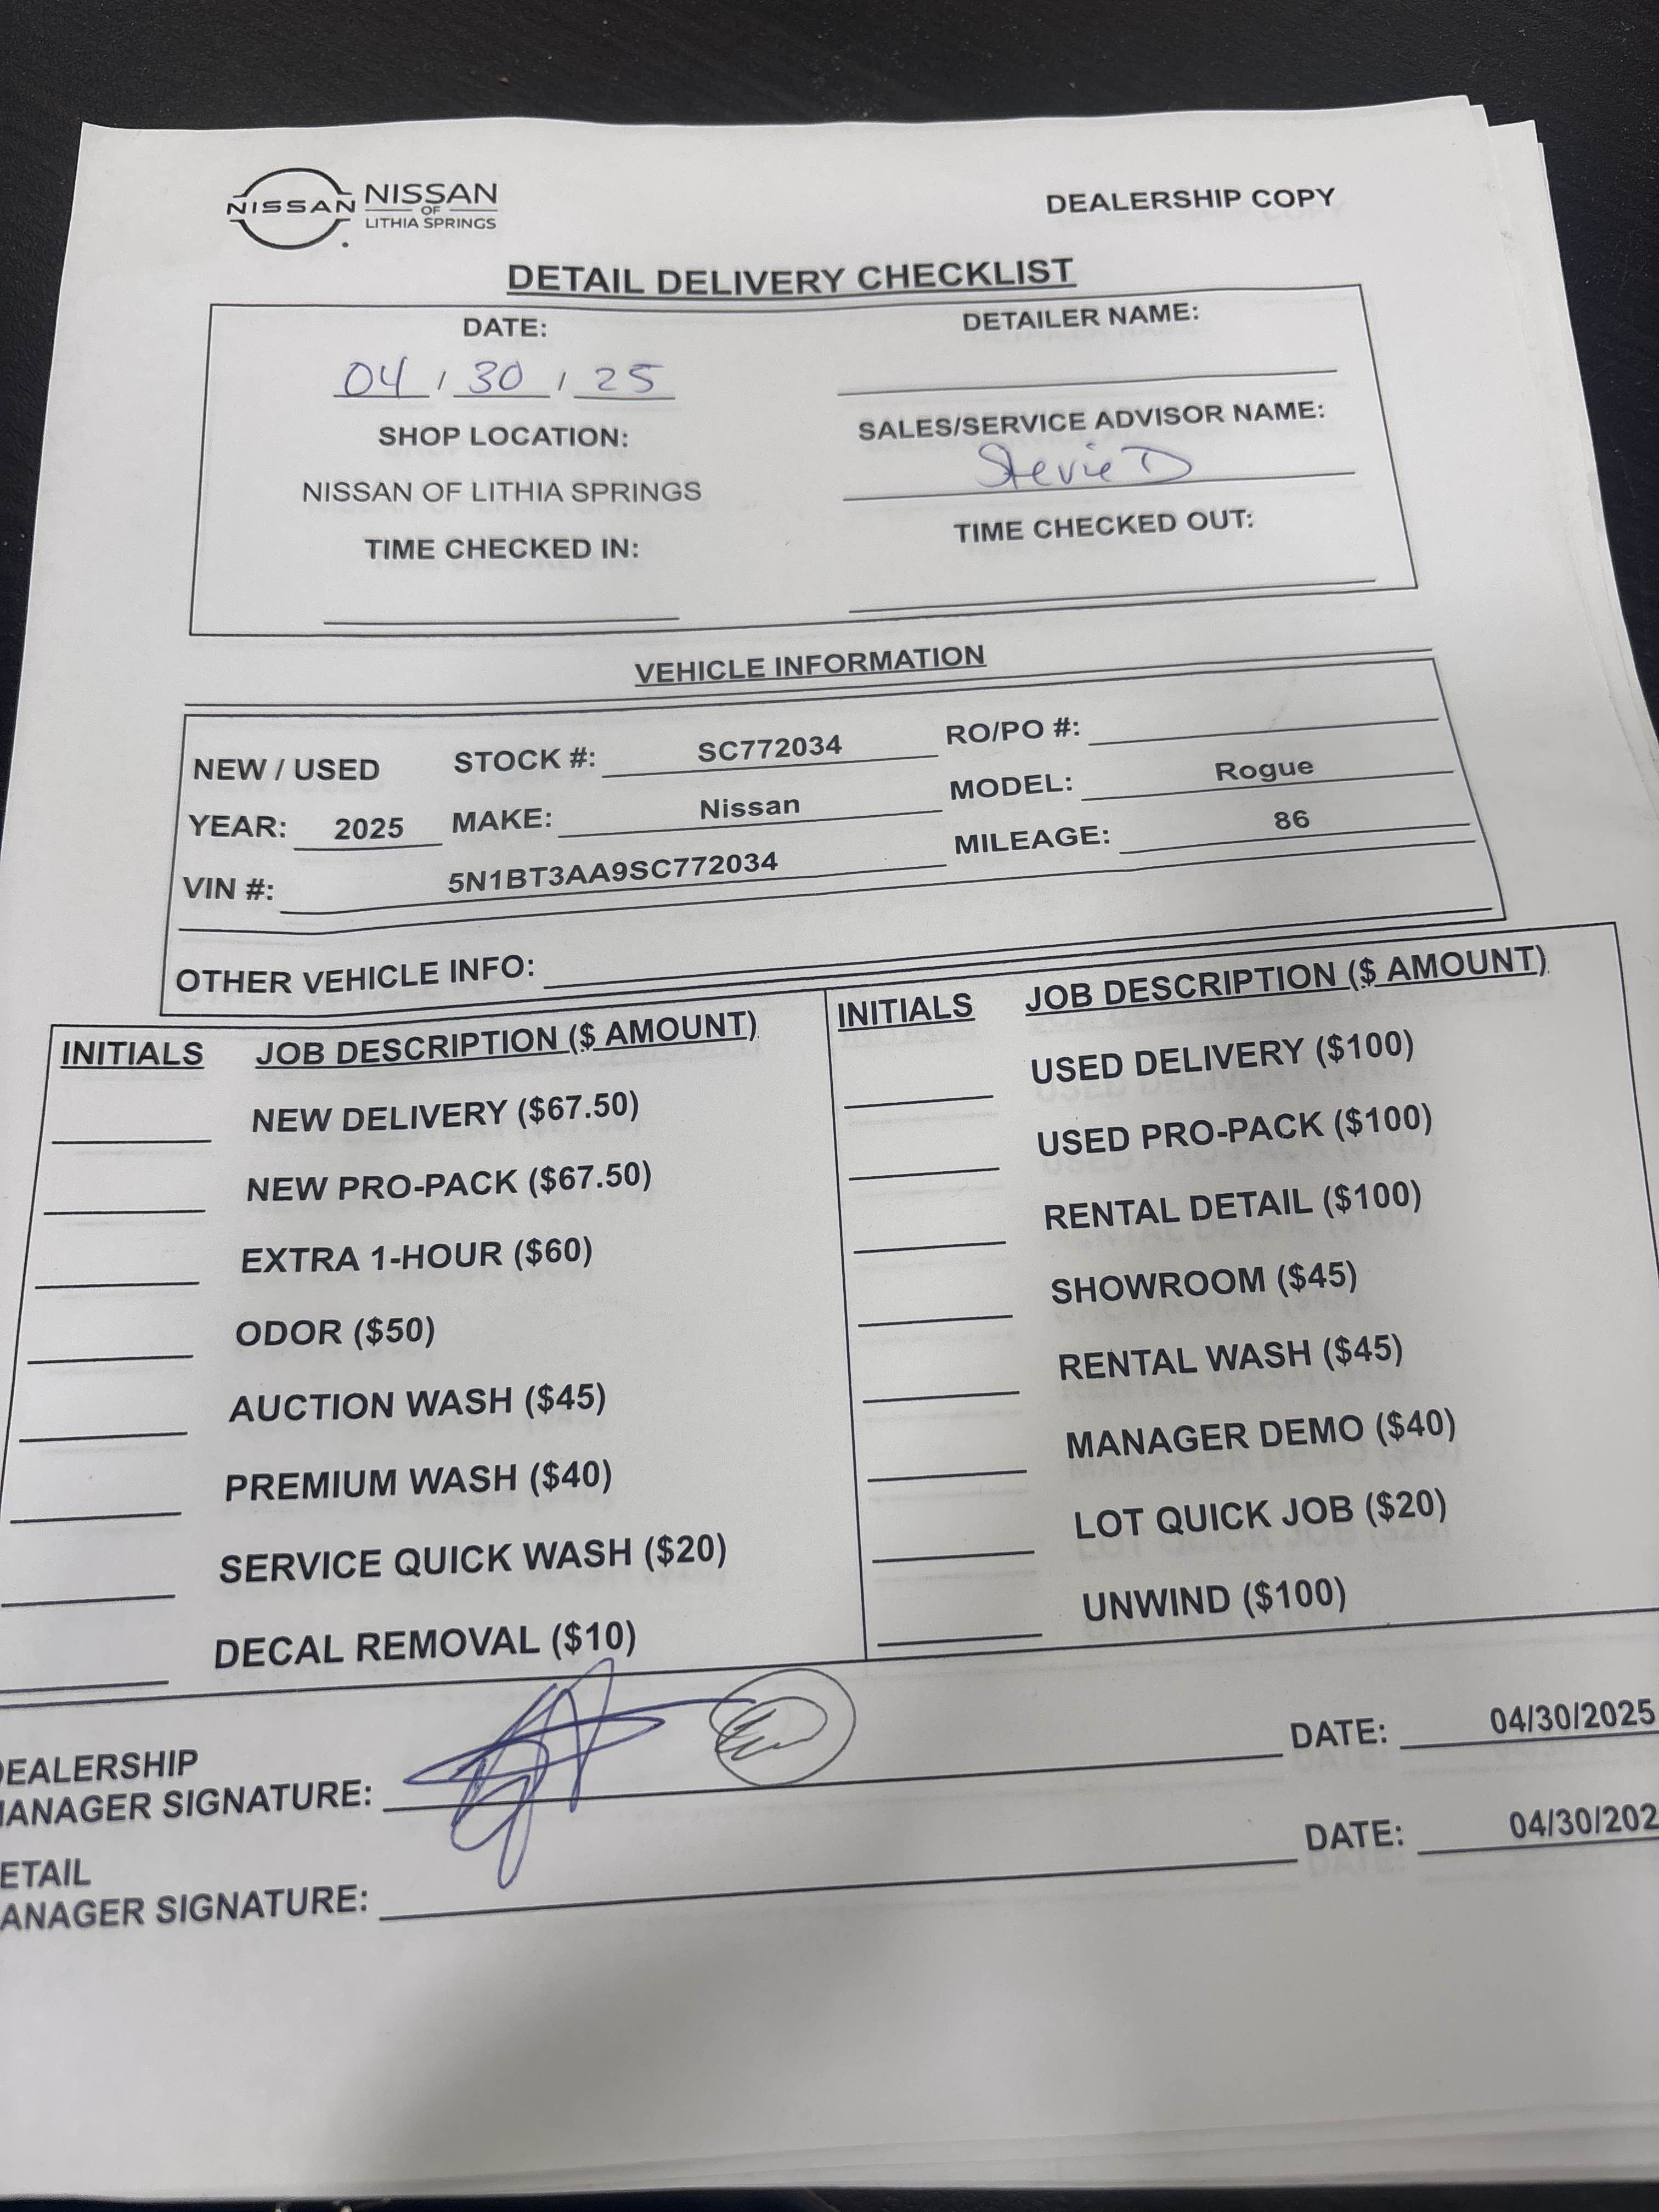 NISSAN NISSAN
OF
LITHIA SPRINGS
DEALERSHIP COPY
DETAIL DELIVERY CHECKLIST
DATE: DETAILER NAME:
04 / 30 / 25
SHOP LOCATION: SALES/SERVICE ADVISOR NAME:
NISSAN OF LITHIA SPRINGS Stevie D
TIME CHECKED IN: TIME CHECKED OUT:
VEHICLE INFORMATION
NEW / USED STOCK #: SC772034 RO/PO #:
YEAR: 2025 MAKE: Nissan MODEL: Rogue
VIN #: 5N1BT3AA9SC772034 MILEAGE: 86
OTHER VEHICLE INFO:
INITIALS JOB DESCRIPTION ($ AMOUNT) INITIALS JOB DESCRIPTION ($ AMOUNT)
NEW DELIVERY ($67.50) USED DELIVERY ($100)
NEW PRO-PACK ($67.50) USED PRO-PACK ($100)
EXTRA 1-HOUR ($60) RENTAL DETAIL ($100)
ODOR ($50) SHOWROOM ($45)
AUCTION WASH ($45) RENTAL WASH ($45)
PREMIUM WASH ($40) MANAGER DEMO ($40)
SERVICE QUICK WASH ($20) LOT QUICK JOB ($20)
DECAL REMOVAL ($10) UNWIND ($100)
EALERSHIP
ANAGER SIGNATURE: DATE: 04/30/2025
ETAIL
ANAGER SIGNATURE: DATE: 04/30/202